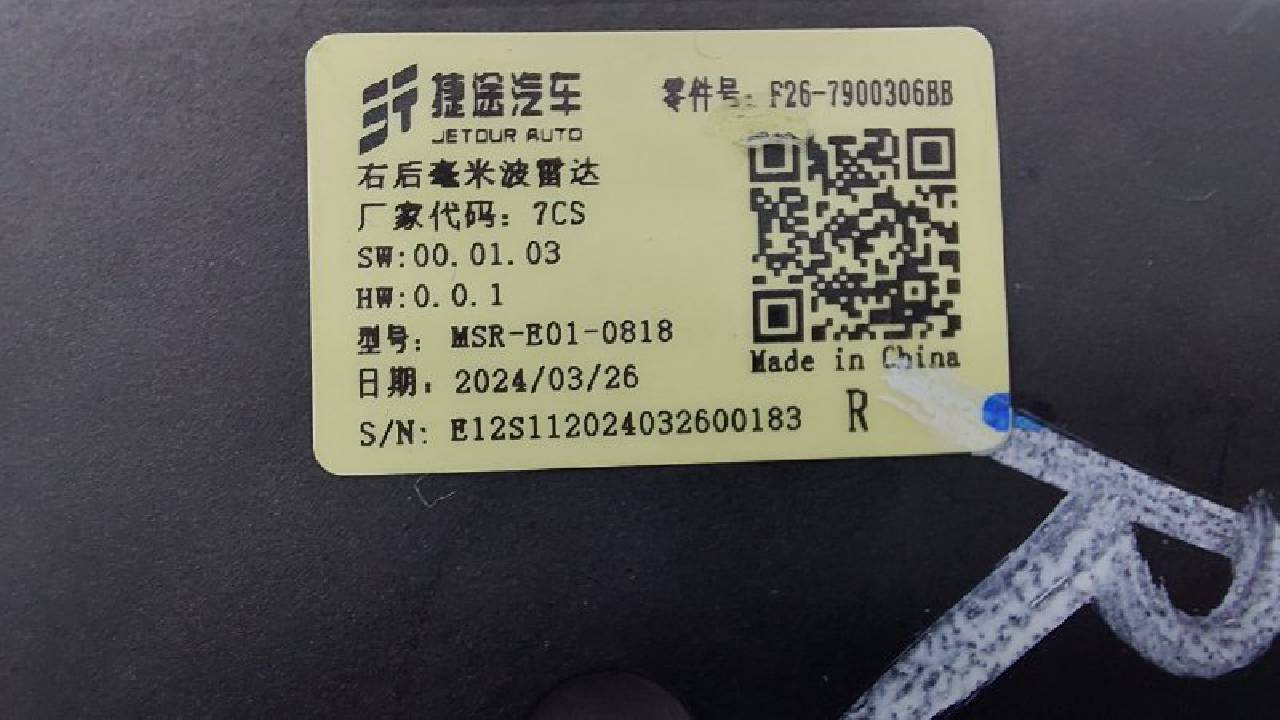 捷途汽车
JETOUR AUTO
零件号: F26-7900306BB
右后毫米波雷达
厂家代码: 7CS
SW:00.01.03
HW:0.0.1
型号: MSR-E01-0818
日期: 2024/03/26
S/N: E12S112024032600183
Made in China
R
R